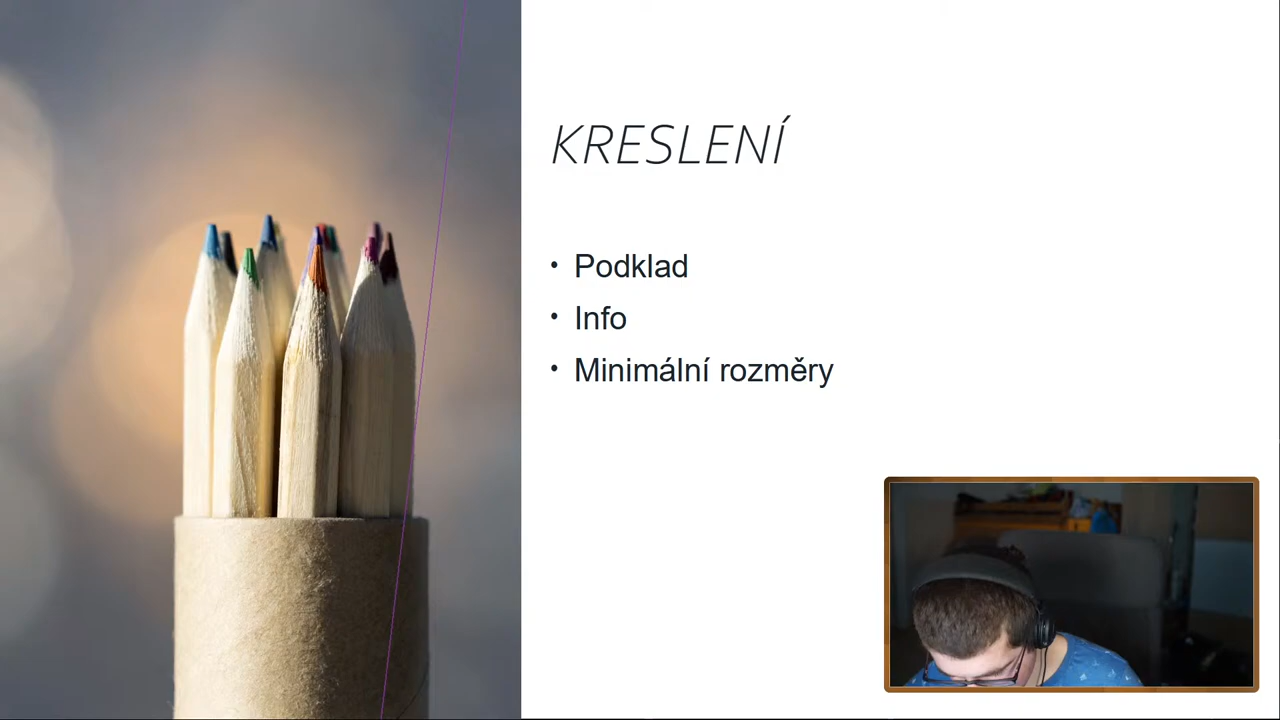 KRESLENÍ
• Podklad
• Info
• Minimální rozměry